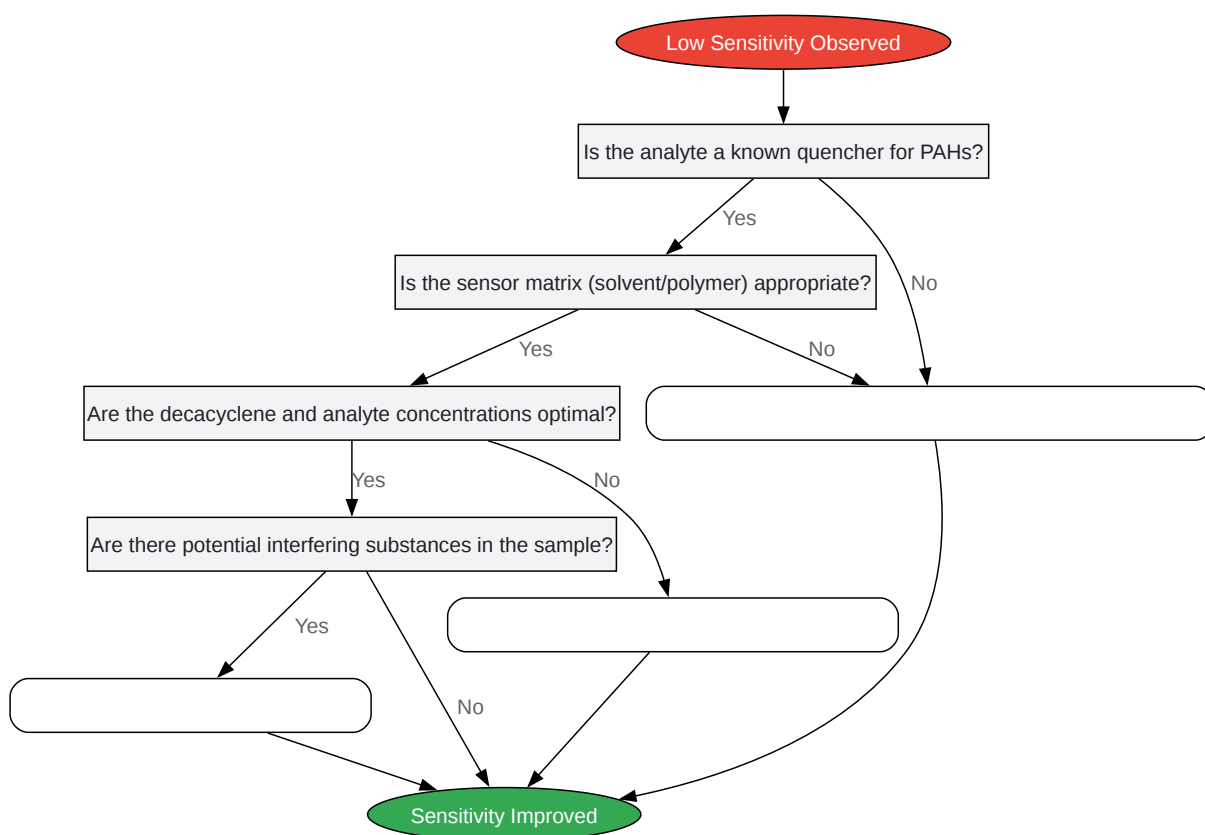 Low Sensitivity Observed
Is the analyte a known quencher for PAHs?
Yes
Is the sensor matrix (solvent/polymer) appropriate?
No
Yes
No
Are the decacyclene and analyte concentrations optimal?
Yes
No
Are there potential interfering substances in the sample?
Yes
No
Sensitivity Improved